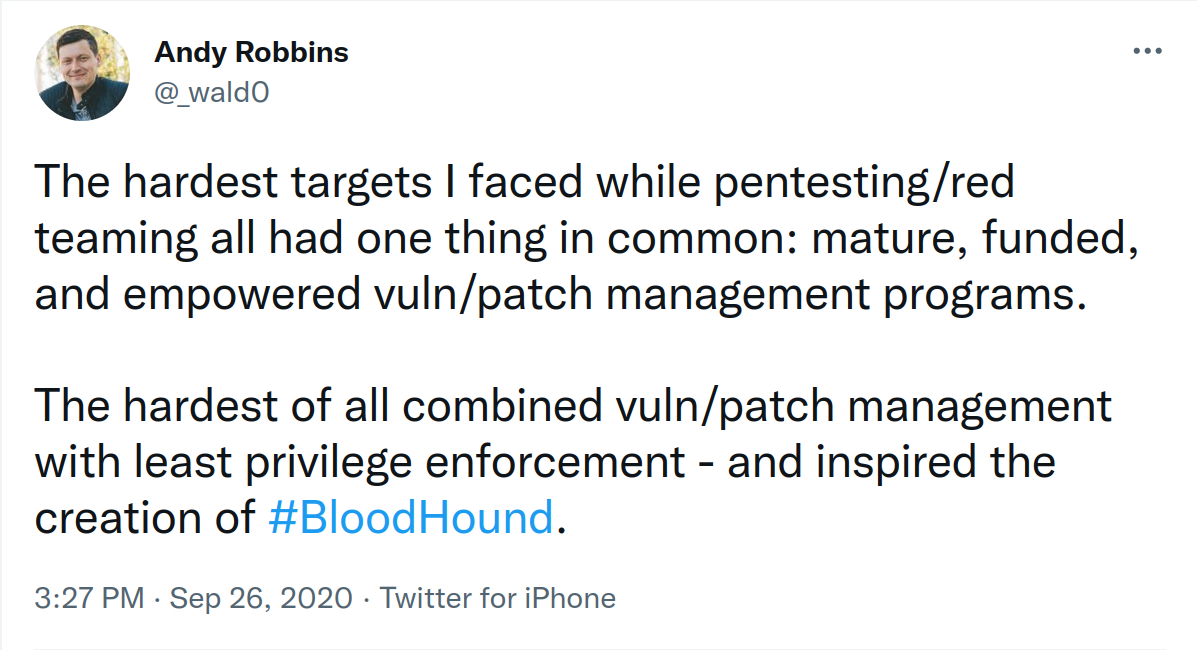 Andy Robbins
@_wald0
The hardest targets I faced while pentesting/red
teaming all had one thing in common: mature, funded,
and empowered vuln/patch management programs.
The hardest of all combined vuln/patch management
with least privilege enforcement - and inspired the
creation of #BloodHound.
3:27 PM · Sep 26, 2020 · Twitter for iPhone